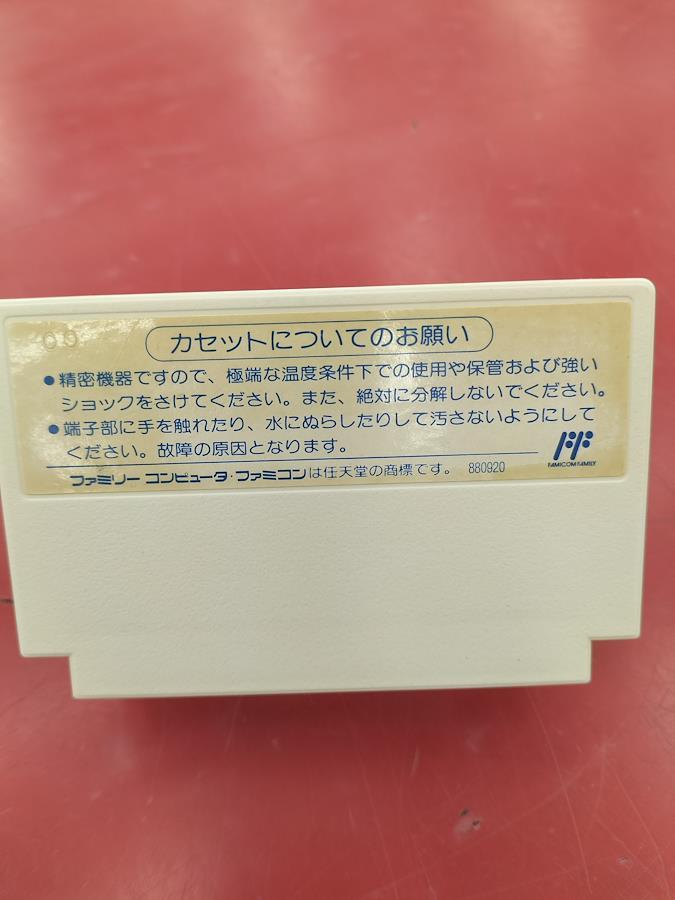 00
カセットについてのお願い
●精密機器ですので、極端な温度条件下での使用や保管および強い
ショックをさけてください。また、絶対に分解しないでください。
●端子部に手を触れたり、水にぬらしたりして汚さないようにして
ください。故障の原因となります。
FAMICOM FAMILY
ファミリー コンピュータ・ファミコンは任天堂の商標です。 880920